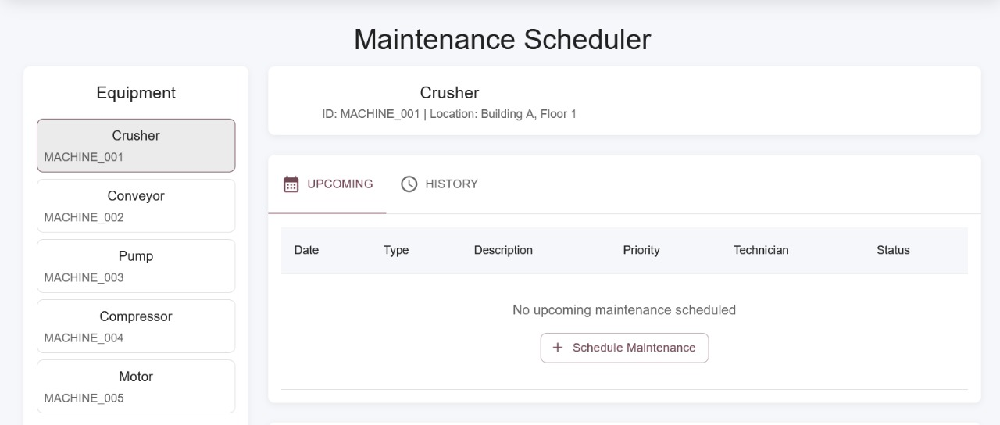 Maintenance Scheduler
Equipment
Crusher
MACHINE_001
Conveyor
MACHINE_002
Pump
MACHINE_003
Compressor
MACHINE_004
Motor
MACHINE_005
Crusher
ID: MACHINE_001 | Location: Building A, Floor 1
UPCOMING HISTORY
Date Type Description Priority Technician Status
No upcoming maintenance scheduled
+ Schedule Maintenance